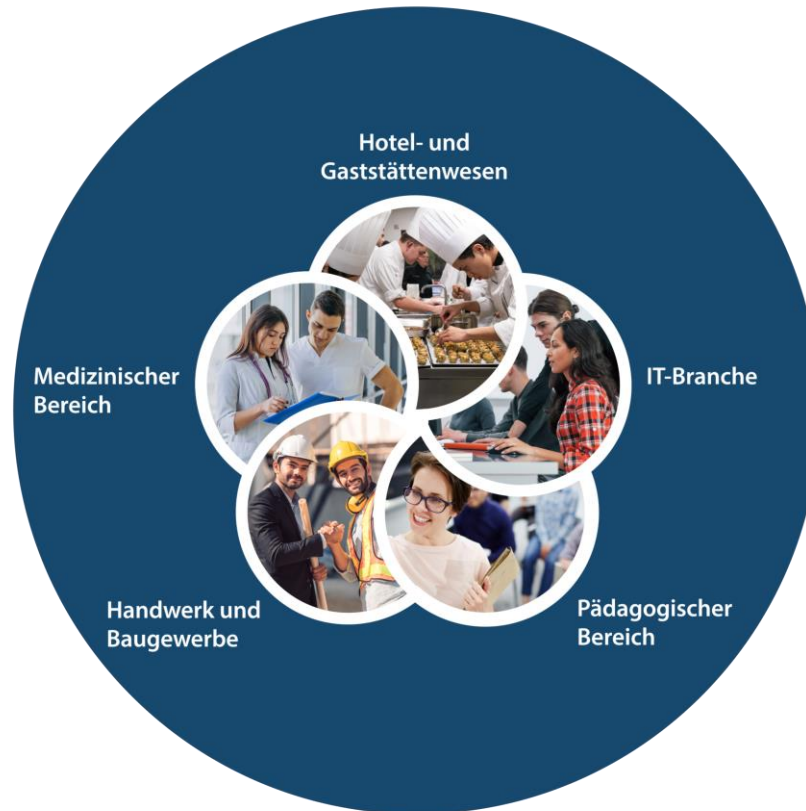 Hotel- und
Gaststättenwesen
Medizinischer
Bereich
IT-Branche
Handwerk und
Baugewerbe
Pädagogischer
Bereich